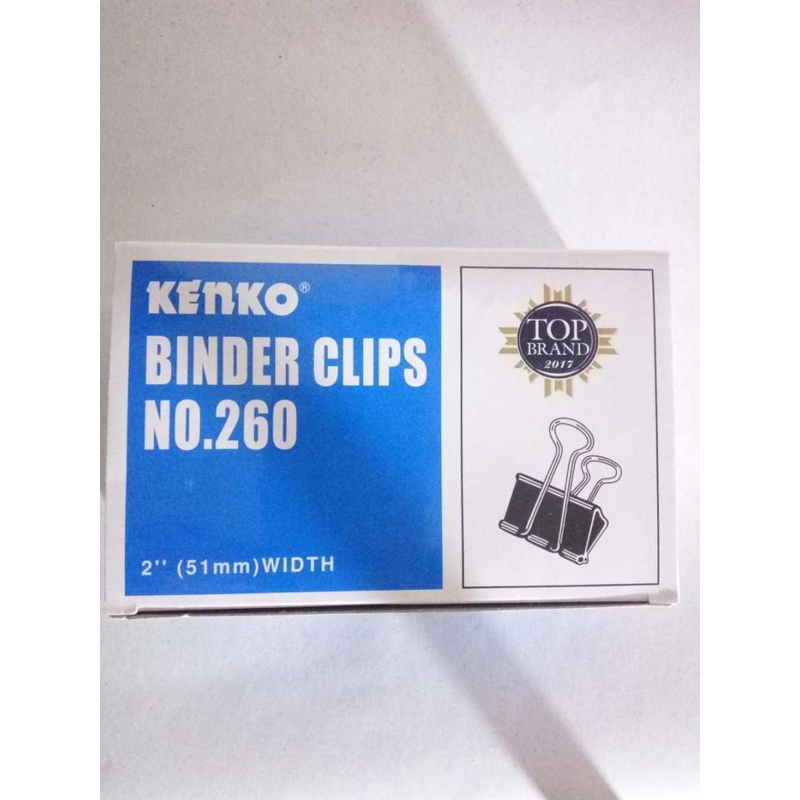 KENKO®
BINDER CLIPS
NO.260
2'' (51mm)WIDTH
TOP
BRAND
2017